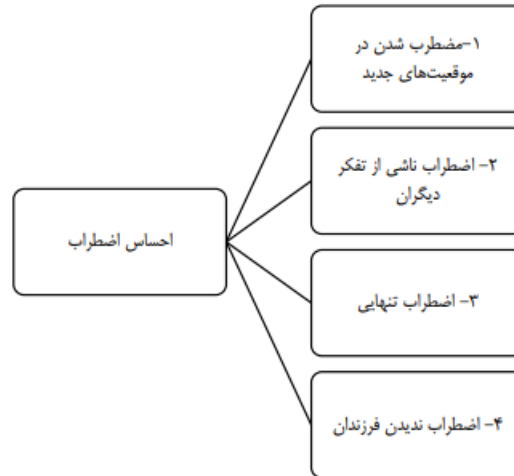 ۱-مضطرب شدن در
موقعیت‌های جدید
۲- اضطراب ناشی از تفکر
دیگران
احساس اضطراب
۳- اضطراب تنهایی
۴- اضطراب ندیدن فرزندان